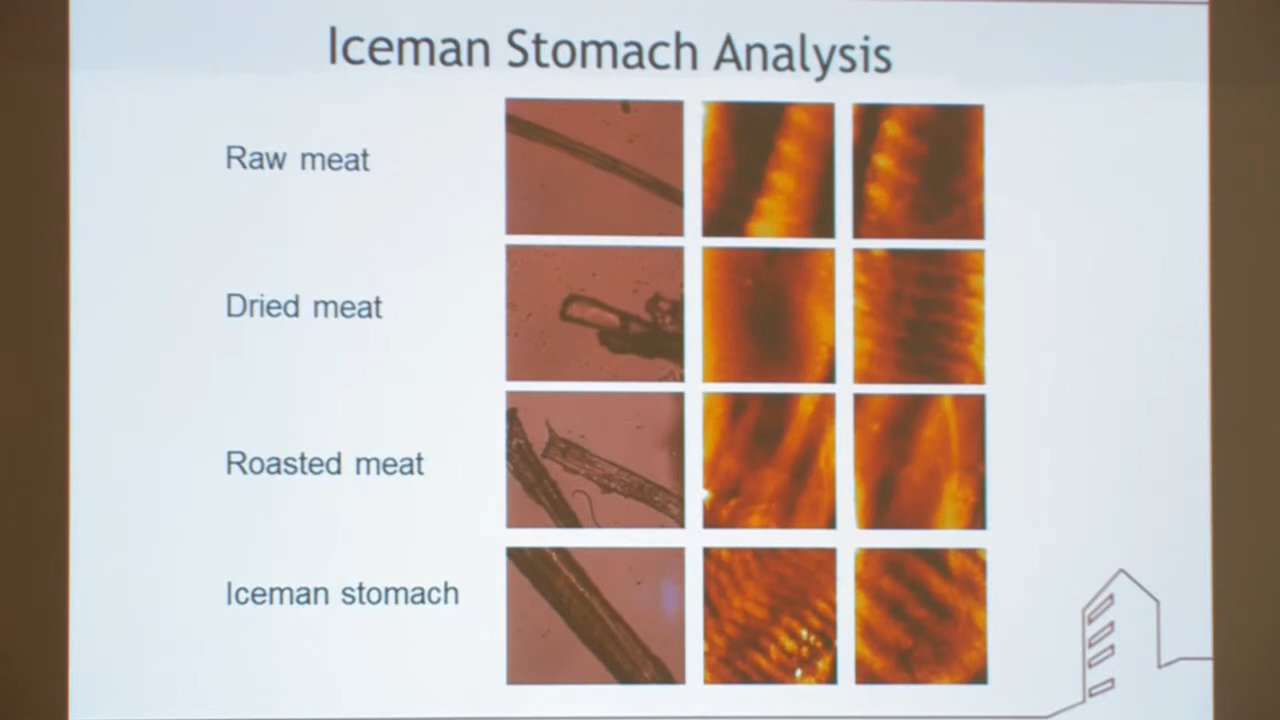 Iceman Stomach Analysis
Raw meat
Dried meat
Roasted meat
Iceman stomach